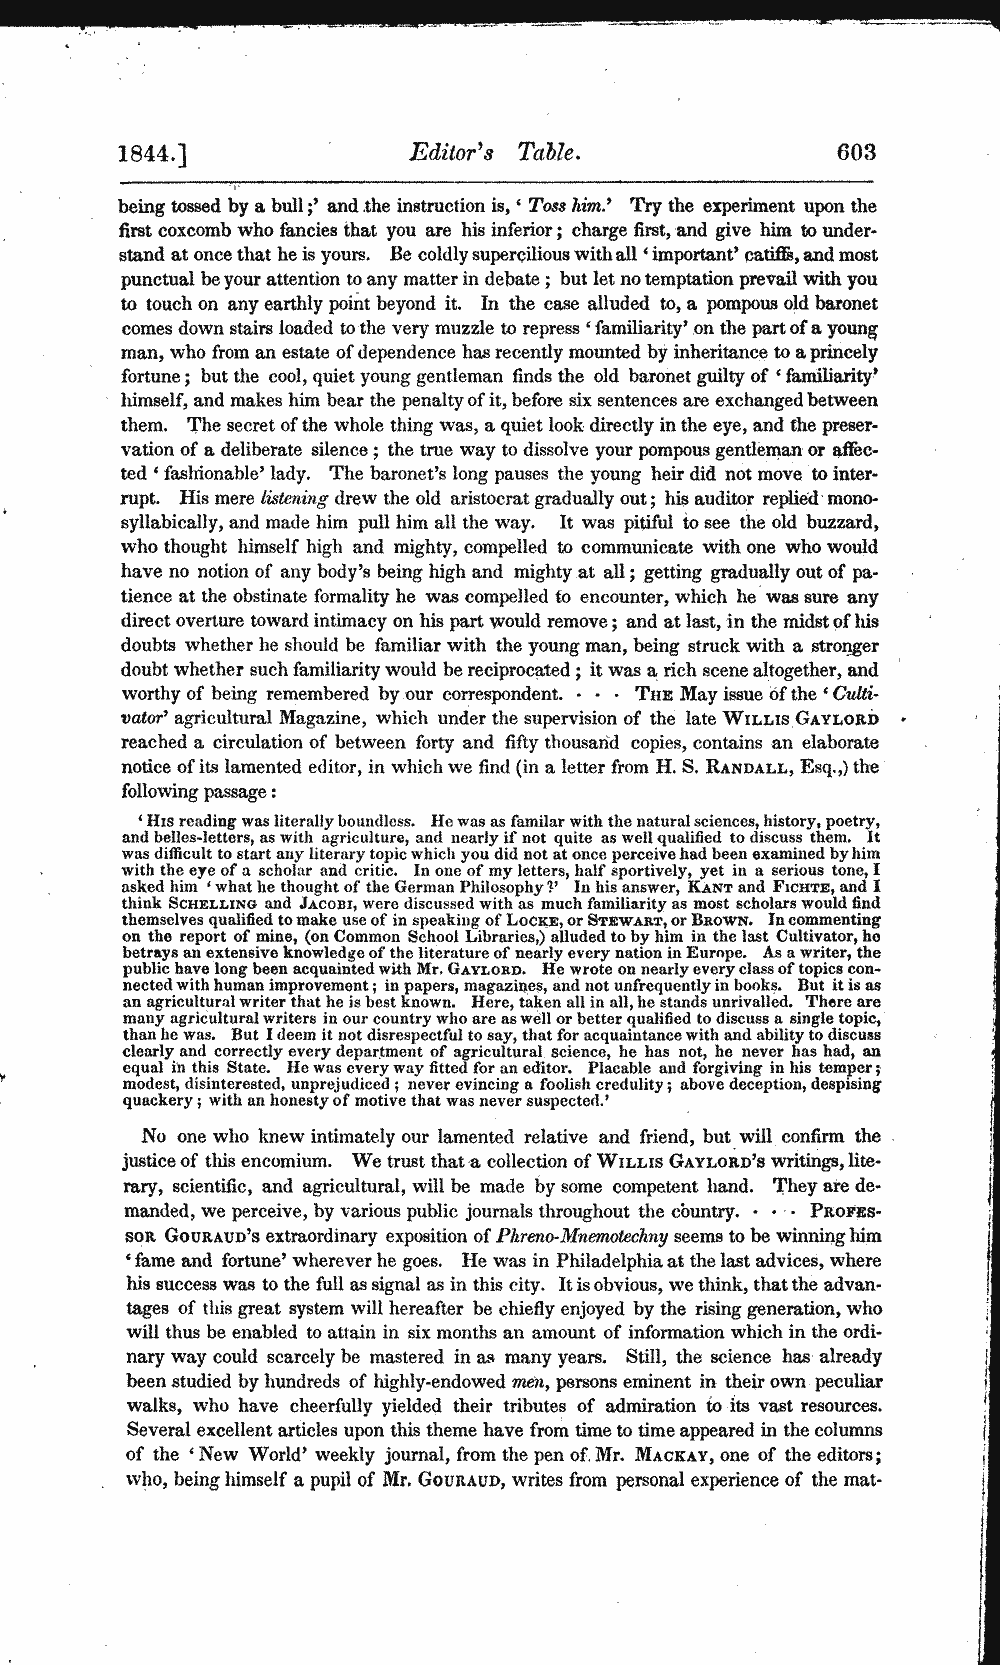 1844.] Editor's Table. 603
being tossed by a bull;' and the instruction is, 'Toss him.' Try the experiment upon the
first coxcomb who fancies that you are his inferior; charge first, and give him to under-
stand at once that he is yours. Be coldly supercilious with all 'important' catiffs, and most
punctual be your attention to any matter in debate; but let no temptation prevail with you
to touch on any earthly point beyond it. In the case alluded to, a pompous old baronet
comes down stairs loaded to the very muzzle to repress 'familiarity' on the part of a young
man, who from an estate of dependence has recently mounted by inheritance to a princely
fortune; but the cool, quiet young gentleman finds the old baronet guilty of 'familiarity'
himself, and makes him bear the penalty of it, before six sentences are exchanged between
them. The secret of the whole thing was, a quiet look directly in the eye, and the preser-
vation of a deliberate silence; the true way to dissolve your pompous gentleman or affec-
ted 'fashionable' lady. The baronet's long pauses the young heir did not move to inter-
rupt. His mere listening drew the old aristocrat gradually out; his auditor replied mono-
syllabically, and made him pull him all the way. It was pitiful to see the old buzzard,
who thought himself high and mighty, compelled to communicate with one who would
have no notion of any body's being high and mighty at all; getting gradually out of pa-
tience at the obstinate formality he was compelled to encounter, which he was sure any
direct overture toward intimacy on his part would remove; and at last, in the midst of his
doubts whether he should be familiar with the young man, being struck with a stronger
doubt whether such familiarity would be reciprocated; it was a rich scene altogether, and
worthy of being remembered by our correspondent. · · · THE May issue of the 'Culti-
vator' agricultural Magazine, which under the supervision of the late WILLIS GAYLORD
reached a circulation of between forty and fifty thousand copies, contains an elaborate
notice of its lamented editor, in which we find (in a letter from H. S. RANDALL, Esq.,) the
following passage:
'HIS reading was literally boundless. He was as familar with the natural sciences, history, poetry,
and belles-letters, as with agriculture, and nearly if not quite as well qualified to discuss them. It
was difficult to start any literary topic which you did not at once perceive had been examined by him
with the eye of a scholar and critic. In one of my letters, half sportively, yet in a serious tone, I
asked him 'what he thought of the German Philosophy?' In his answer, KANT and FICHTE, and I
think SCHELLING and JACOBI, were discussed with as much familiarity as most scholars would find
themselves qualified to make use of in speaking of LOCKE, or STEWART, or BROWN. In commenting
on the report of mine, (on Common School Libraries,) alluded to by him in the last Cultivator, he
betrays an extensive knowledge of the literature of nearly every nation in Europe. As a writer, the
public have long been acquainted with Mr. GAYLORD. He wrote on nearly every class of topics con-
nected with human improvement; in papers, magazines, and not unfrequently in books. But it is as
an agricultural writer that he is best known. Here, taken all in all, he stands unrivalled. There are
many agricultural writers in our country who are as well or better qualified to discuss a single topic,
than he was. But I deem it not disrespectful to say, that for acquaintance with and ability to discuss
clearly and correctly every department of agricultural science, he has not, he never has had, an
equal in this State. He was every way fitted for an editor. Placable and forgiving in his temper;
modest, disinterested, unprejudiced; never evincing a foolish credulity; above deception, despising
quackery; with an honesty of motive that was never suspected.'
No one who knew intimately our lamented relative and friend, but will confirm the
justice of this encomium. We trust that a collection of WILLIS GAYLORD'S writings, lite-
rary, scientific, and agricultural, will be made by some competent hand. They are de-
manded, we perceive, by various public journals throughout the country. · · · PROFES-
SOR GOURAUD'S extraordinary exposition of Phreno-Mnemotechny seems to be winning him
'fame and fortune' wherever he goes. He was in Philadelphia at the last advices, where
his success was to the full as signal as in this city. It is obvious, we think, that the advan-
tages of this great system will hereafter be chiefly enjoyed by the rising generation, who
will thus be enabled to attain in six months an amount of information which in the ordi-
nary way could scarcely be mastered in as many years. Still, the science has already
been studied by hundreds of highly-endowed men, persons eminent in their own peculiar
walks, who have cheerfully yielded their tributes of admiration to its vast resources.
Several excellent articles upon this theme have from time to time appeared in the columns
of the 'New World' weekly journal, from the pen of Mr. MACKAY, one of the editors;
who, being himself a pupil of Mr. GOURAUD, writes from personal experience of the mat-